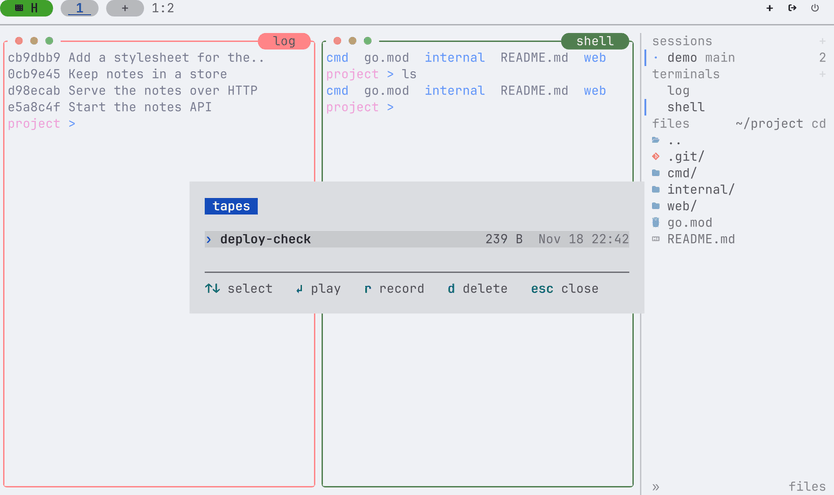 H 1 + 1:2 +
log
cb9dbb9 Add a stylesheet for the..
0cb9e45 Keep notes in a store
d98ecab Serve the notes over HTTP
e5a8c4f Start the notes API
project >
shell
cmd go.mod internal README.md web
project > ls
cmd go.mod internal README.md web
project >
tapes
› deploy-check 239 B Nov 18 22:42
↑↓ select ↲ play r record d delete esc close
sessions +
· demo main 2
terminals +
log
shell
files ~/project cd
..
.git/
cmd/
internal/
web/
go.mod
README.md
» files